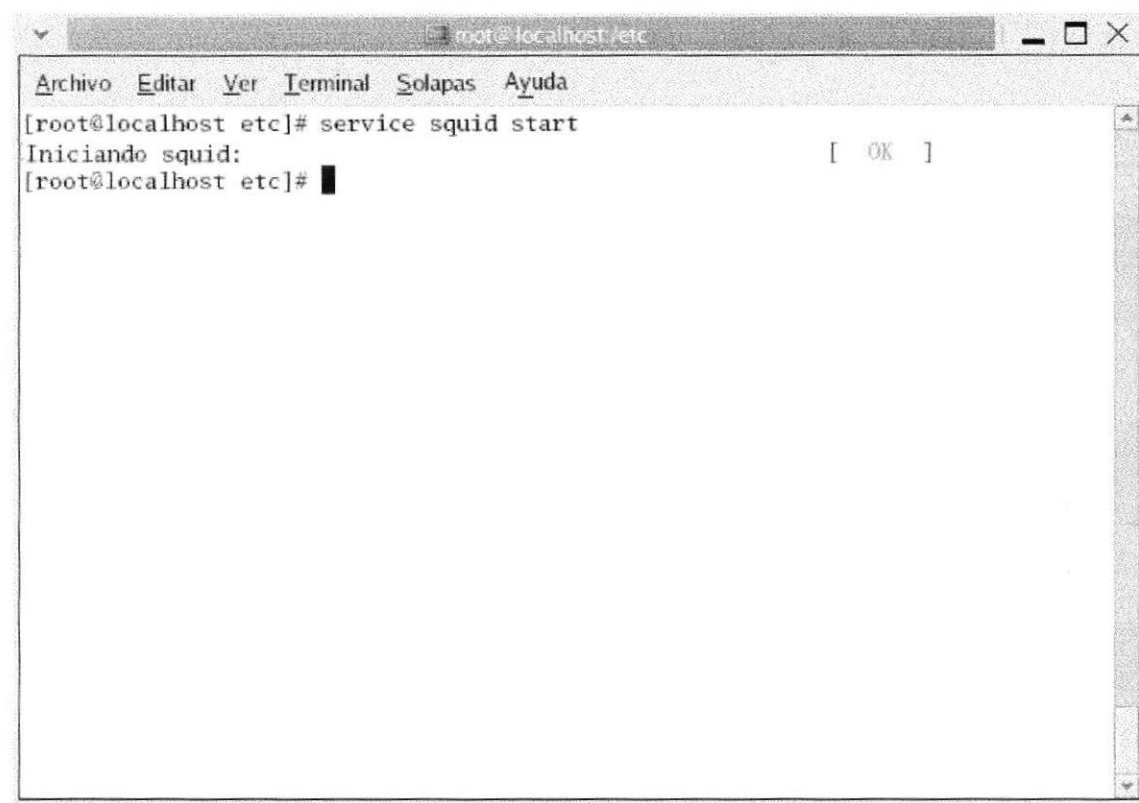 root@localhost:/etc
Archivo Editar Ver Terminal Solapas Ayuda
[root@localhost etc]# service squid start
Iniciando squid: [ OK ]
[root@localhost etc]#